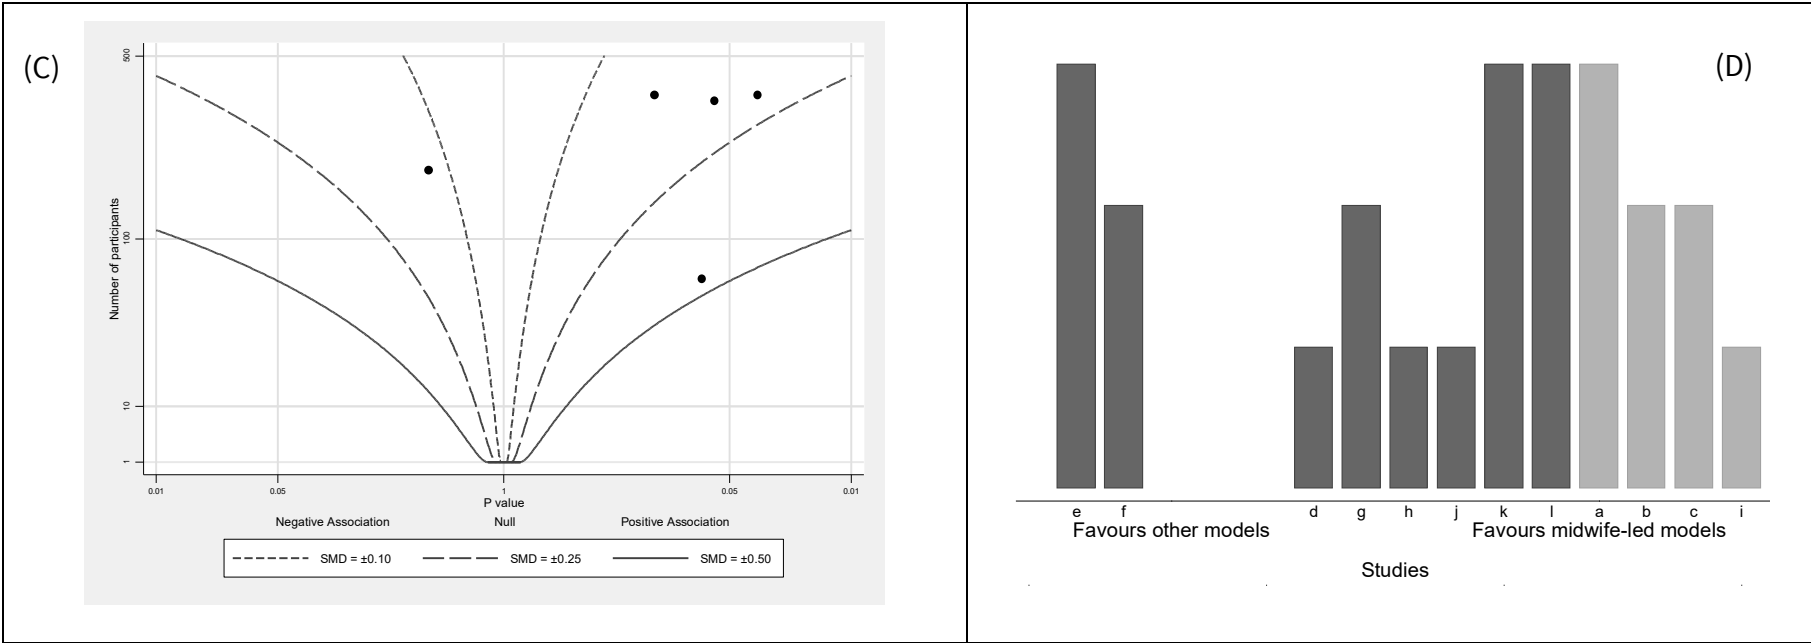 (C)
500
100
10
1
Number of participants
0.01 0.05 1 0.05 0.01
P value
Negative Association Null Positive Association
SMD = ±0.10 SMD = ±0.25 SMD = ±0.50
(D)
e f d g h j k l a b c i
Favours other models Favours midwife-led models
Studies